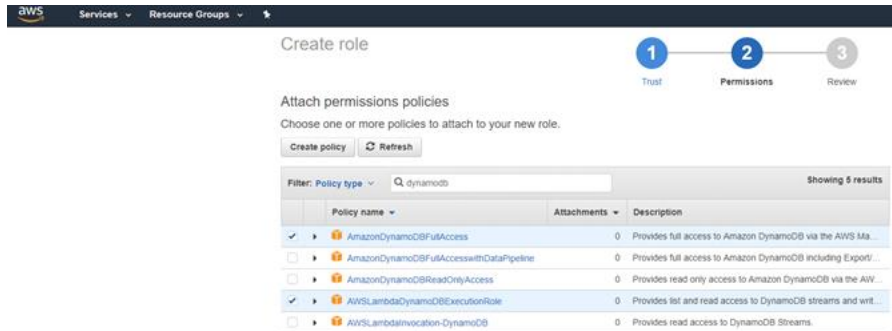 aws Services Resource Groups
Create role
1 2 3
Trust Permissions Review
Attach permissions policies
Choose one or more policies to attach to your new role.
Create policy Refresh
Filter: Policy type dynamodb Showing 5 results
Policy name Attachments Description
AmazonDynamoDBFullAccess 0 Provides full access to Amazon DynamoDB via the AWS Ma...
AmazonDynamoDBFullAccesswithDataPipeline 0 Provides full access to Amazon DynamoDB including Export/...
AmazonDynamoDBReadOnlyAccess 0 Provides read only access to Amazon DynamoDB via the AW...
AWSLambdaDynamoDBExecutionRole 0 Provides list and read access to DynamoDB streams and writ...
AWSLambdaInvocation-DynamoDB 0 Provides read access to DynamoDB Streams.